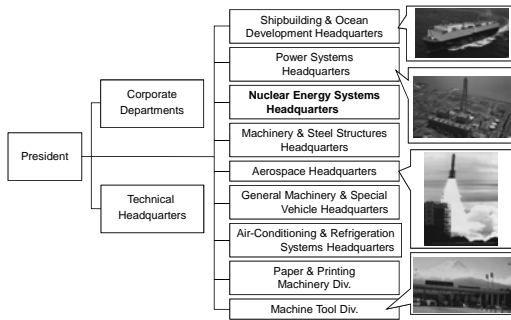 President
Corporate
Departments
Technical
Headquarters
Shipbuilding & Ocean
Development Headquarters
Power Systems
Headquarters
Nuclear Energy Systems
Headquarters
Machinery & Steel Structures
Headquarters
Aerospace Headquarters
General Machinery & Special
Vehicle Headquarters
Air-Conditioning & Refrigeration
Systems Headquarters
Paper & Printing
Machinery Div.
Machine Tool Div.